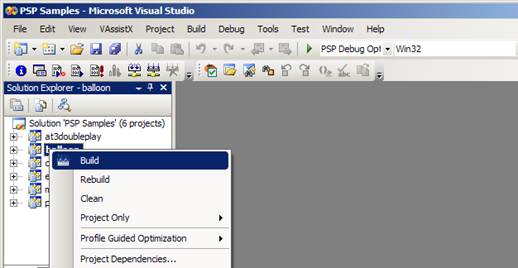 PSP Samples - Microsoft Visual Studio
File Edit View VAssistX Project Build Debug Tools Test Window Help
PSP Debug Opt Win32
Solution Explorer - balloon
Solution 'PSP Samples' (6 projects)
at3doubleplay
Build
Rebuild
Clean
Project Only
Profile Guided Optimization
Project Dependencies...